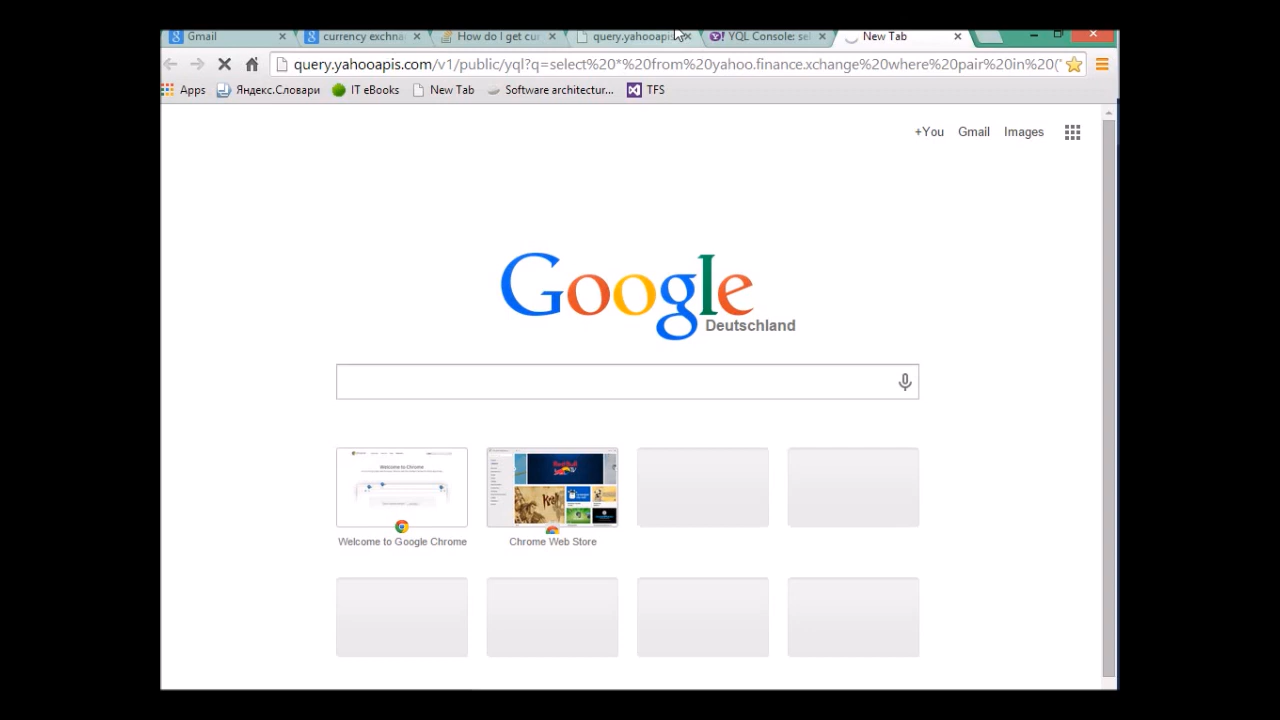 Gmail currency exchna How do I get cur query.yahooapis. YQL Console: sel New Tab
query.yahooapis.com/v1/public/yql?q=select%20*%20from%20yahoo.finance.xchange%20where%20pair%20in%20("
Apps Яндекс.Словари IT eBooks New Tab Software architectur... TFS
+You Gmail Images
Google
Deutschland
Welcome to Google Chrome Chrome Web Store